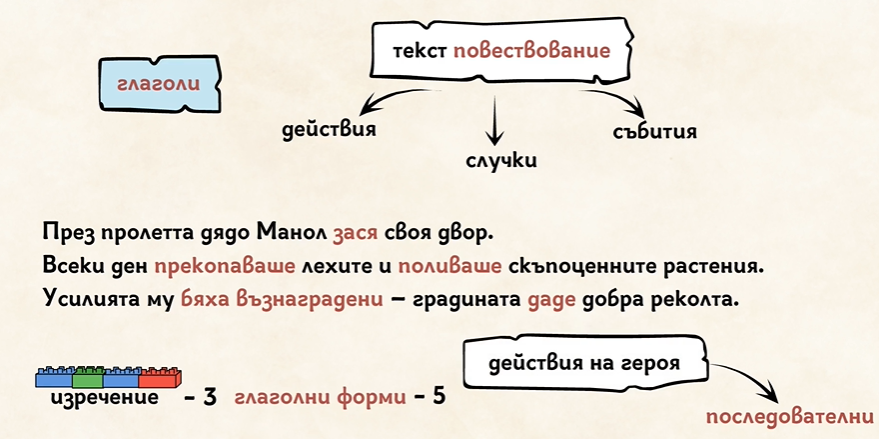 текст повествование
глаголи
действия
случки
събития
През пролетта дядо Манол зася своя двор.
Всеки ден прекопаваше лехите и поливаше скъпоценните растения.
Усилията му бяха възнаградени – градината даде добра реколта.
изречение – 3 глаголни форми – 5
действия на героя
последователни